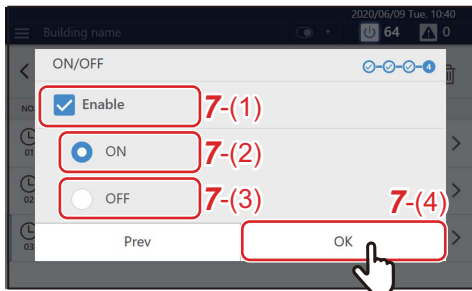 2020/06/09 Tue. 10:40
Building name
64
0
ON/OFF
4
NO.
Enable
7-(1)
01
ON
7-(2)
02
OFF
7-(3)
7-(4)
03
Prev
OK